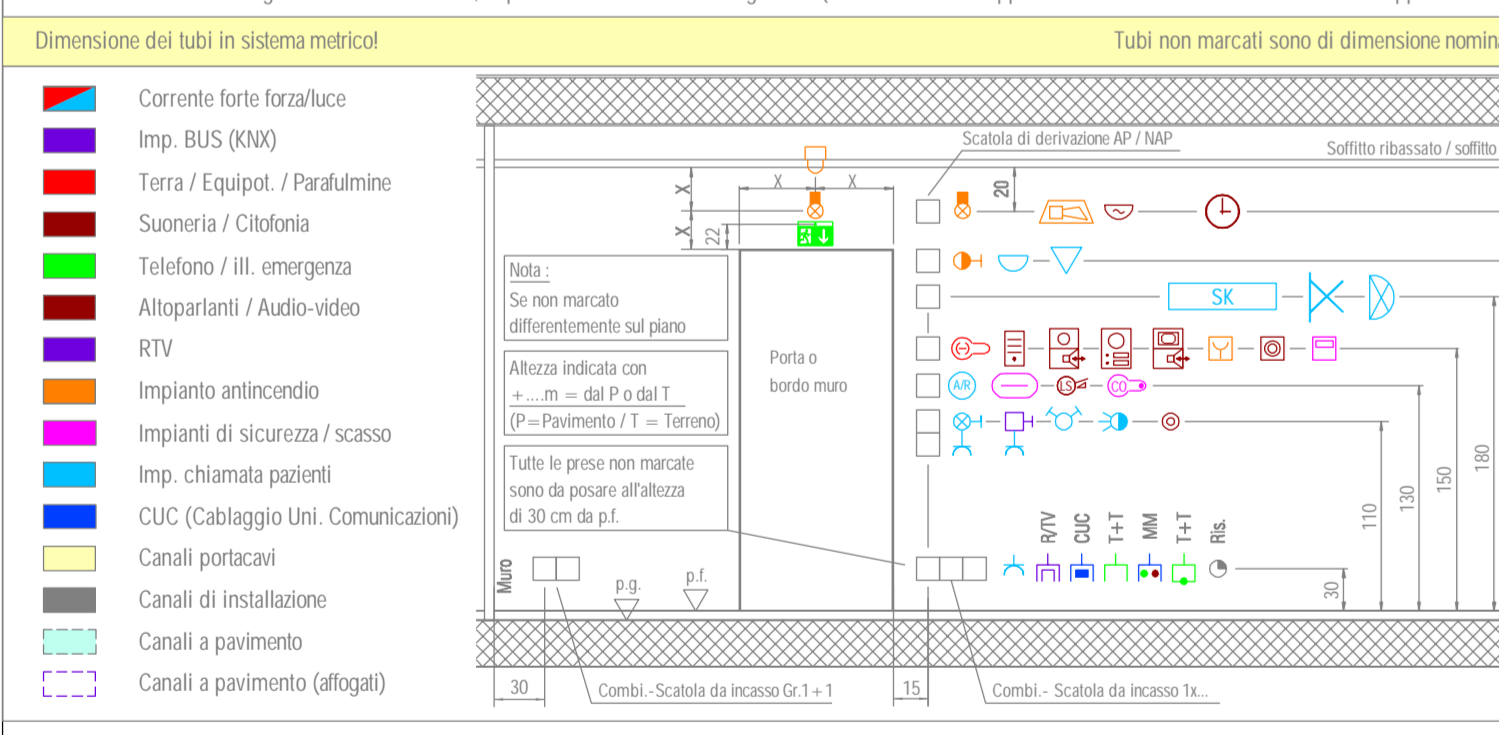 Dimensione dei tubi in sistema metrico!
Tubi non marcati sono di dimensione nomin
Corrente forte forza/luce
Imp. BUS (KNX)
Terra / Equipot. / Parafulmine
Suoneria / Citofonia
Telefono / ill. emergenza
Altoparlanti / Audio-video
RTV
Impianto antincendio
Impianti di sicurezza / scasso
Imp. chiamata pazienti
CUC (Cablaggio Uni. Comunicazioni)
Canali portacavi
Canali di installazione
Canali a pavimento
Canali a pavimento (affogati)
Scatola di derivazione AP / NAP
Soffitto ribassato / soffitto
X
X
X
X
22
20
Nota :
Se non marcato
differentemente sul piano
Altezza indicata con
+....m = dal P o dal T
(P=Pavimento / T = Terreno)
Tutte le prese non marcate
sono da posare all'altezza
di 30 cm da p.f.
Porta o
bordo muro
SK
A/R
LS
CO
R/TV
CUC
T+T
MM
T+T
Ris.
30
110
130
150
180
Muro
p.g.
p.f.
30
Combi.-Scatola da incasso Gr.1+1
15
Combi.- Scatola da incasso 1x...